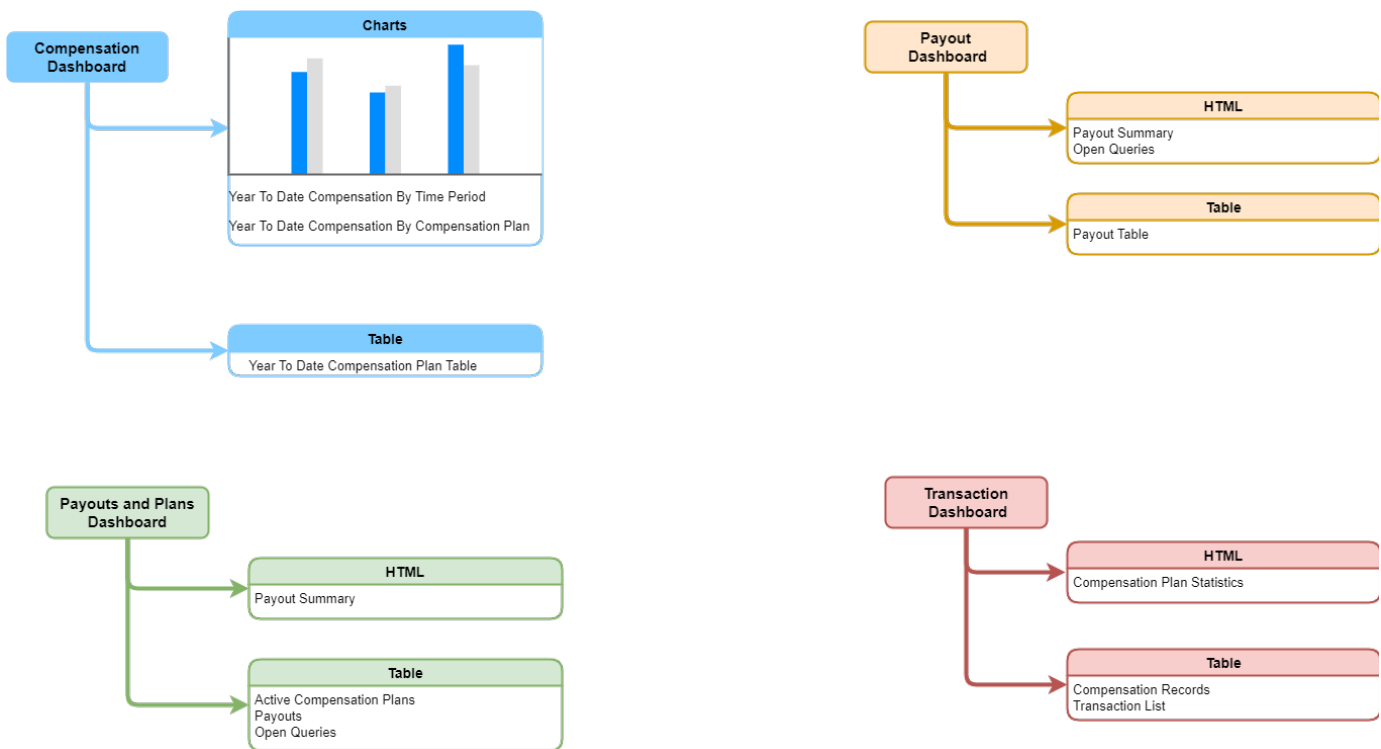 Compensation
Dashboard
Charts
Year To Date Compensation By Time Period
Year To Date Compensation By Compensation Plan
Table
Year To Date Compensation Plan Table
Payout
Dashboard
HTML
Payout Summary
Open Queries
Table
Payout Table
Payouts and Plans
Dashboard
HTML
Payout Summary
Table
Active Compensation Plans
Payouts
Open Queries
Transaction
Dashboard
HTML
Compensation Plan Statistics
Table
Compensation Records
Transaction List